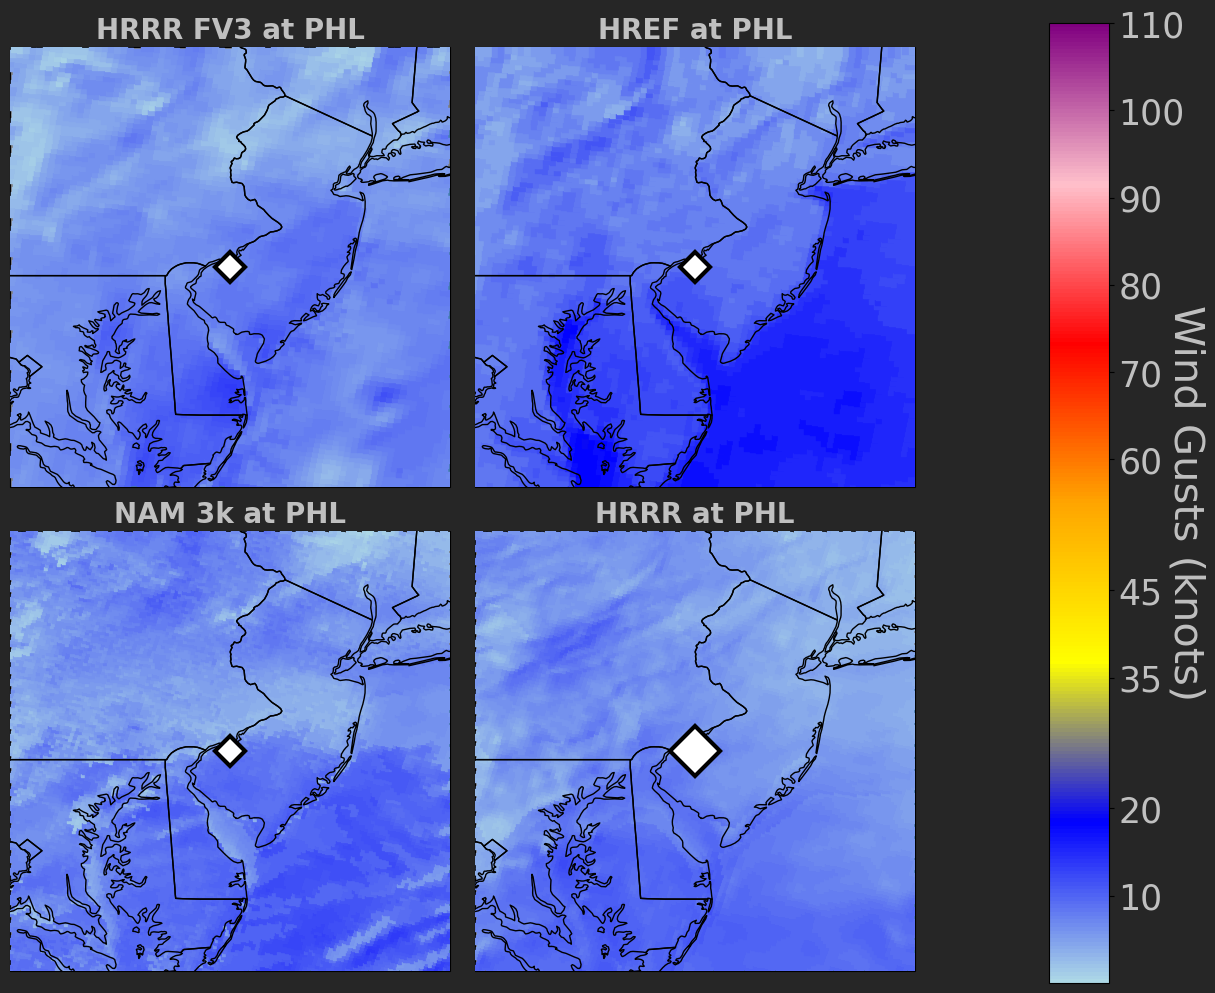 HRRR FV3 at PHL
HREF at PHL
NAM 3k at PHL
HRRR at PHL
110
100
90
80
70
60
45
35
20
10
Wind Gusts (knots)